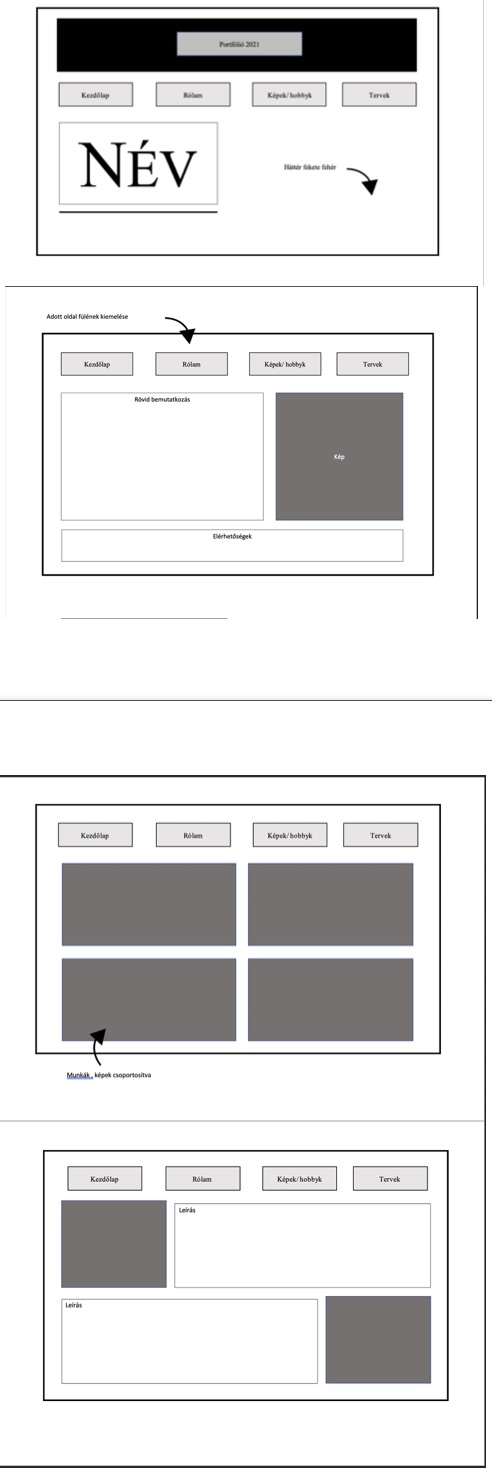 Portfólió 2021
Kezdőlap Rólam Képek/ hobbyk Tervek
NÉV
Háttér fekete fehér
Adott oldal fülének kiemelése
Kezdőlap Rólam Képek/ hobbyk Tervek
Rövid bemutatkozás
Kép
Elérhetőségek
Kezdőlap Rólam Képek/ hobbyk Tervek
Munkák , képek csoportosítva
Kezdőlap Rólam Képek/ hobbyk Tervek
Leírás
Leírás